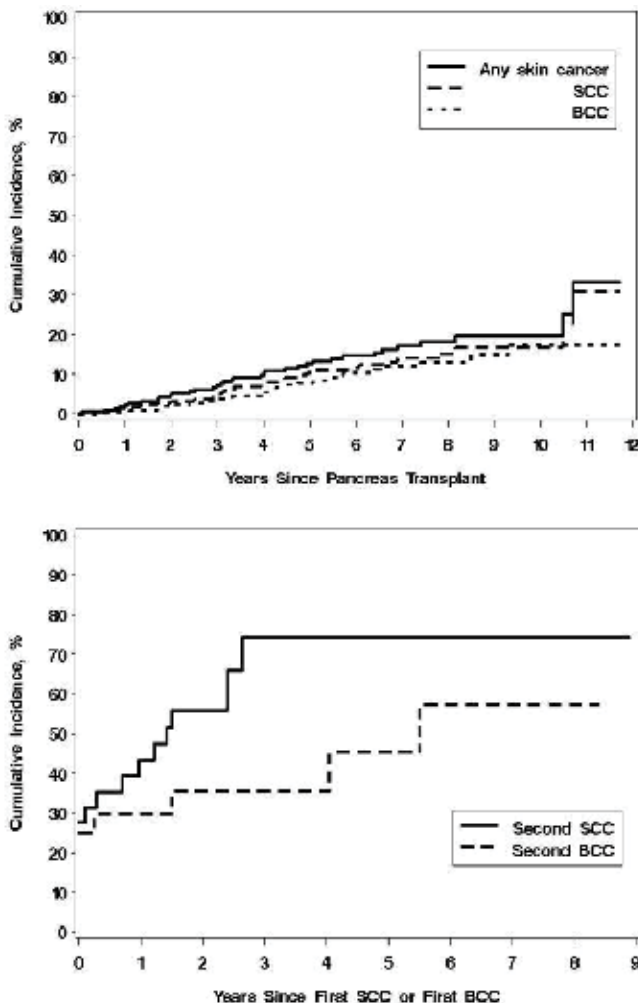 100
90
80
70
60
50
40
30
20
10
0
Cumulative Incidence, %
Any skin cancer
SCC
BCC
0 1 2 3 4 5 6 7 8 9 10 11 12
Years Since Pancreas Transplant
100
90
80
70
60
50
40
30
20
10
0
Cumulative Incidence, %
Second SCC
Second BCC
0 1 2 3 4 5 6 7 8 9
Years Since First SCC or First BCC